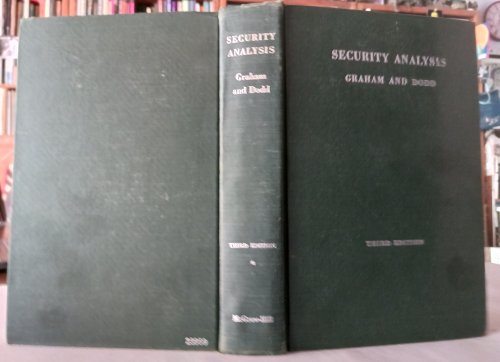 SECURITY
ANALYSIS
Graham
and Dodd
THIRD EDITION
McGraw-Hill
SECURITY ANALYSIS
GRAHAM AND DODD
THIRD EDITION